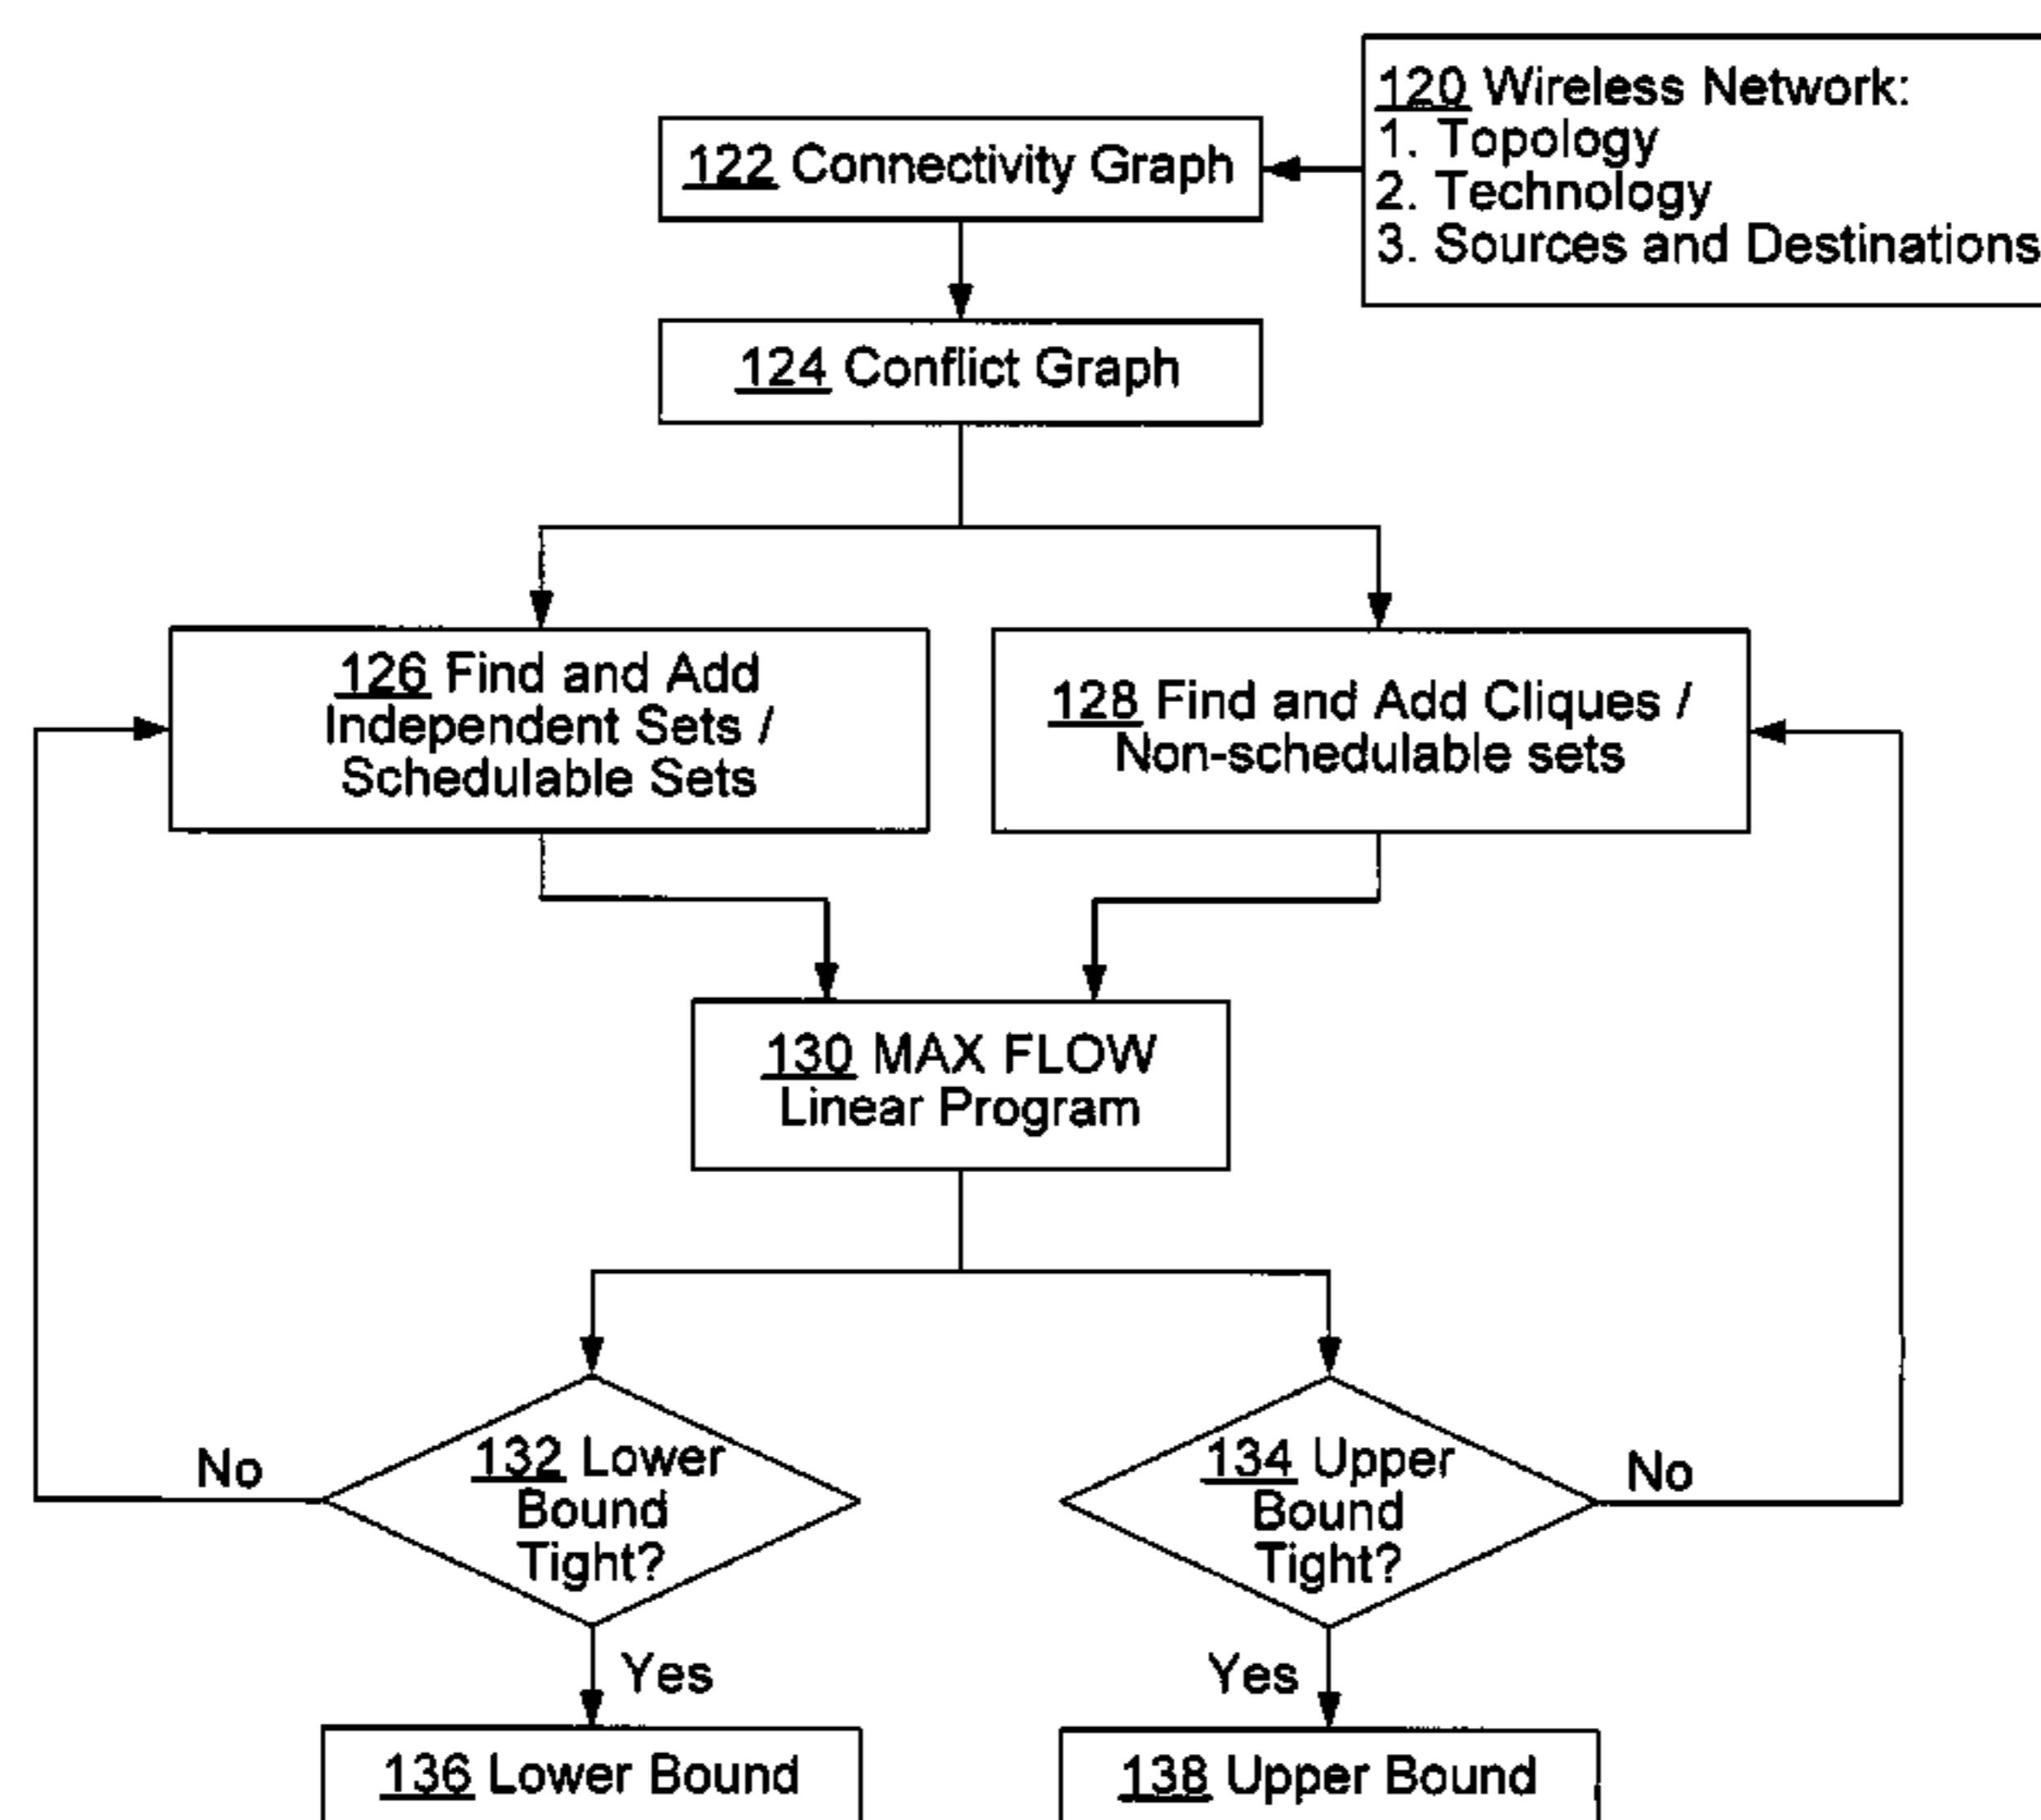 120 Wireless Network:
1. Topology
2. Technology
3. Sources and Destinations
122 Connectivity Graph
124 Conflict Graph
126 Find and Add
Independent Sets /
Schedulable Sets
128 Find and Add Cliques /
Non-schedulable sets
130 MAX FLOW
Linear Program
132 Lower
Bound
Tight?
134 Upper
Bound
Tight?
No
No
Yes
Yes
136 Lower Bound
138 Upper Bound